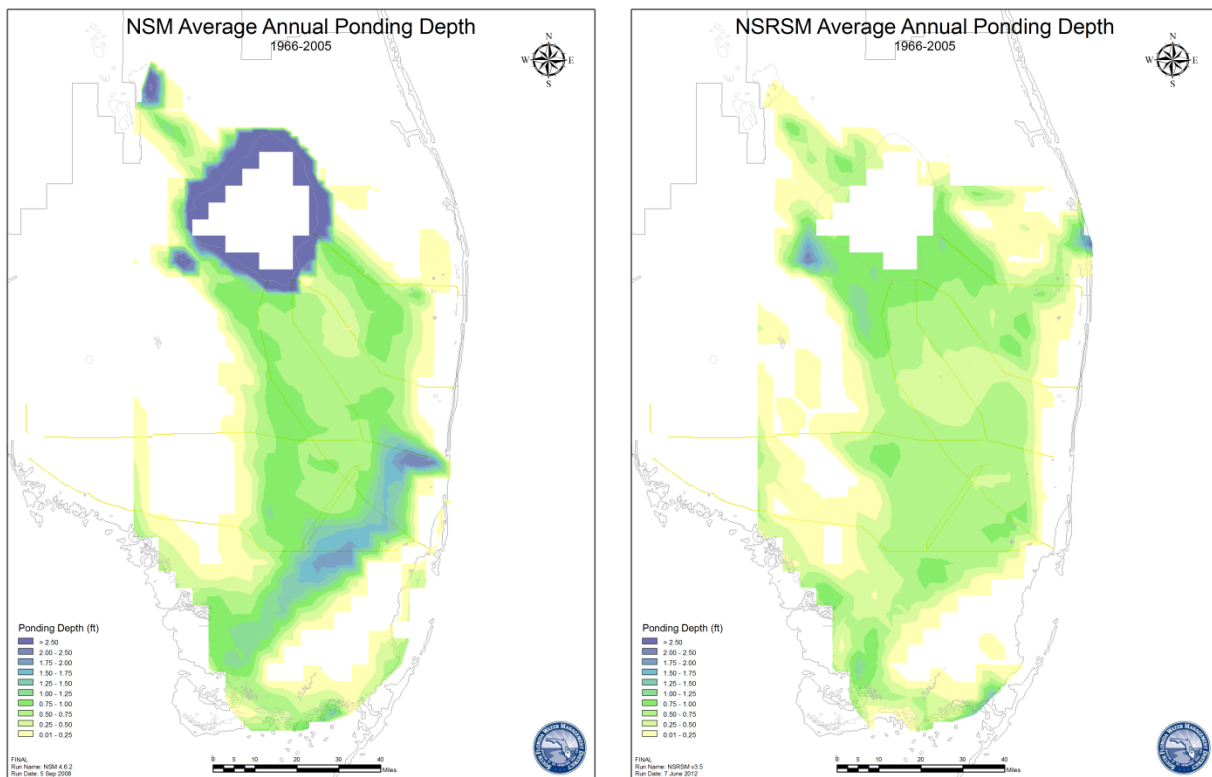 NSM Average Annual Ponding Depth
1966-2005
N
W
E
S
Ponding Depth (ft)
> 2.50
2.00 - 2.50
1.75 - 2.00
1.50 - 1.75
1.25 - 1.50
1.00 - 1.25
0.75 - 1.00
0.50 - 0.75
0.25 - 0.50
0.01 - 0.25
FINAL
Run Name: NSM 4.6.2
Run Date: 5 Sep 2008
0 5 10 20 30 40
Miles
NSRSM Average Annual Ponding Depth
1966-2005
N
W
E
S
Ponding Depth (ft)
> 2.50
2.00 - 2.50
1.75 - 2.00
1.50 - 1.75
1.25 - 1.50
1.00 - 1.25
0.75 - 1.00
0.50 - 0.75
0.25 - 0.50
0.01 - 0.25
FINAL
Run Name: NSRSM v3.5
Run Date: 7 June 2012
0 5 10 20 30 40
Miles